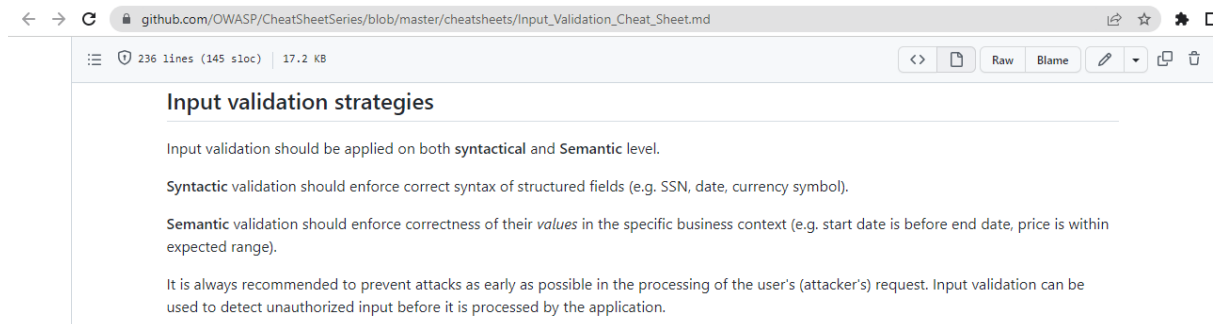 github.com/OWASP/CheatSheetSeries/blob/master/cheatsheets/Input_Validation_Cheat_Sheet.md
236 lines (145 sloc) 17.2 KB
<> Raw Blame
Input validation strategies
Input validation should be applied on both syntactical and Semantic level.
Syntactic validation should enforce correct syntax of structured fields (e.g. SSN, date, currency symbol).
Semantic validation should enforce correctness of their values in the specific business context (e.g. start date is before end date, price is within
expected range).
It is always recommended to prevent attacks as early as possible in the processing of the user's (attacker's) request. Input validation can be
used to detect unauthorized input before it is processed by the application.